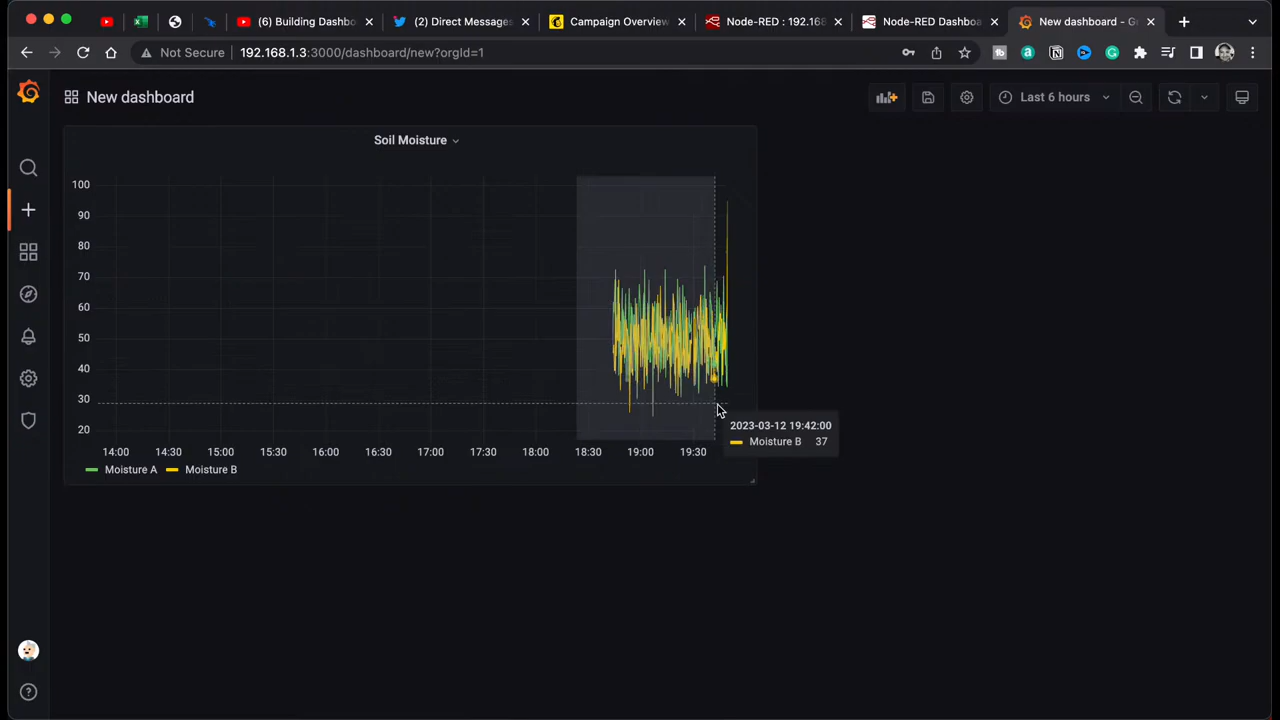 (6) Building Dashbo
(2) Direct Messages
Campaign Overview
Node-RED : 192.168
Node-RED Dashboa
New dashboard - G
Not Secure
192.168.1.3:3000/dashboard/new?orgId=1
New dashboard
Last 6 hours
Soil Moisture
100
90
80
70
60
50
40
30
20
14:00 14:30 15:00 15:30 16:00 16:30 17:00 17:30 18:00 18:30 19:00 19:30
Moisture A Moisture B
2023-03-12 19:42:00
Moisture B 37